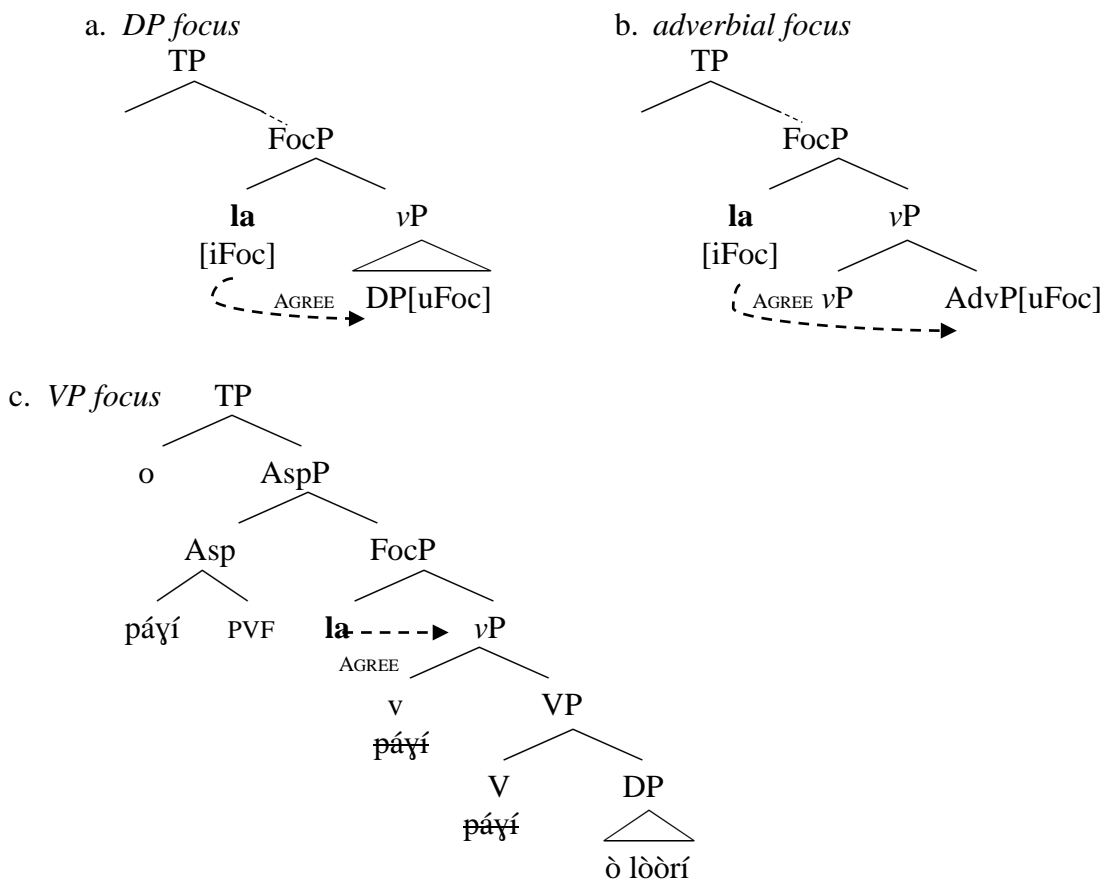 a. DP focus b. adverbial focus
TP TP
FocP FocP
la vP la vP
[iFoc] [iFoc]
AGREE DP[uFoc] AGREE vP AdvP[uFoc]
c. VP focus TP
o AspP
Asp FocP
páɣí PVF la vP
AGREE
v VP
páɣí
V DP
páɣí
ò lòòrí